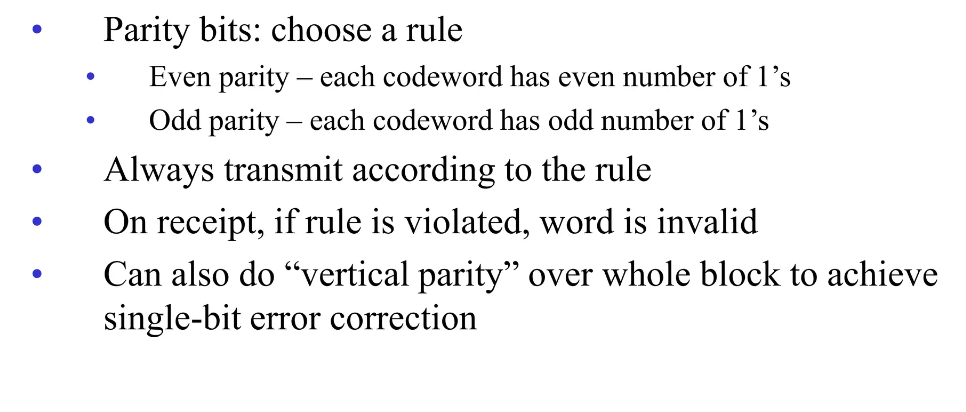 • Parity bits: choose a rule
• Even parity – each codeword has even number of 1’s
• Odd parity – each codeword has odd number of 1’s
• Always transmit according to the rule
• On receipt, if rule is violated, word is invalid
• Can also do “vertical parity” over whole block to achieve
single-bit error correction